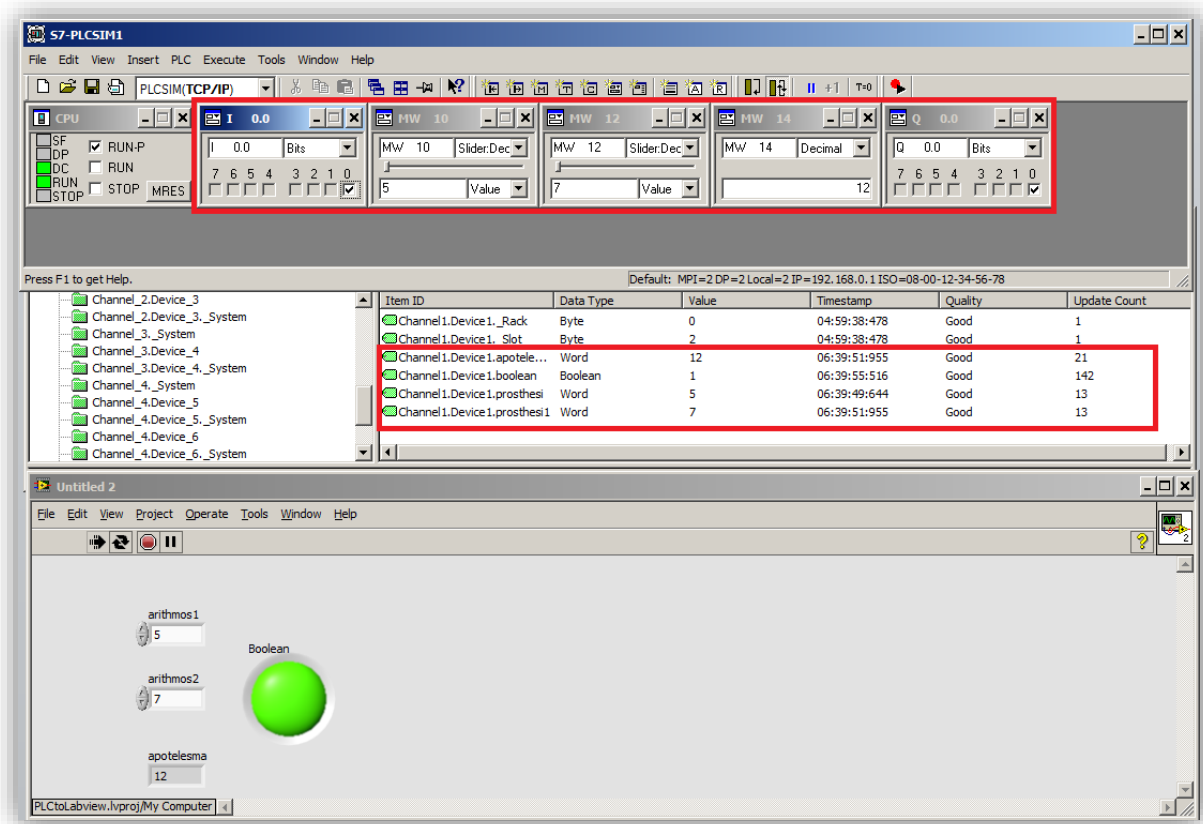 S7-PLCSIM1
File Edit View Insert PLC Execute Tools Window Help
PLCSIM(TCP/IP) +1 T=0
CPU I 0.0 MW 10 MW 12 MW 14 Q 0.0
SF
DP
DC
RUN
STOP
RUN-P
RUN
STOP MRES
I 0.0 Bits
7 6 5 4 3 2 1 0
MW 10 Slider:Dec
5 Value
MW 12 Slider:Dec
7 Value
MW 14 Decimal
12
Q 0.0 Bits
7 6 5 4 3 2 1 0
Press F1 to get Help. Default: MPI=2 DP=2 Local=2 IP=192.168.0.1 ISO=08-00-12-34-56-78
Channel_2.Device_3
Channel_2.Device_3._System
Channel_3._System
Channel_3.Device_4
Channel_3.Device_4._System
Channel_4._System
Channel_4.Device_5
Channel_4.Device_5._System
Channel_4.Device_6
Channel_4.Device_6._System
Item ID Data Type Value Timestamp Quality Update Count
Channel1.Device1._Rack Byte 0 04:59:38:478 Good 1
Channel1.Device1._Slot Byte 2 04:59:38:478 Good 1
Channel1.Device1.apotele... Word 12 06:39:51:955 Good 21
Channel1.Device1.boolean Boolean 1 06:39:55:516 Good 142
Channel1.Device1.prosthesi Word 5 06:39:49:644 Good 13
Channel1.Device1.prosthesi1 Word 7 06:39:51:955 Good 13
Untitled 2
File Edit View Project Operate Tools Window Help
2
arithmos1
5
Boolean
arithmos2
7
apotelesma
12
PLCtoLabview.lvproj/My Computer